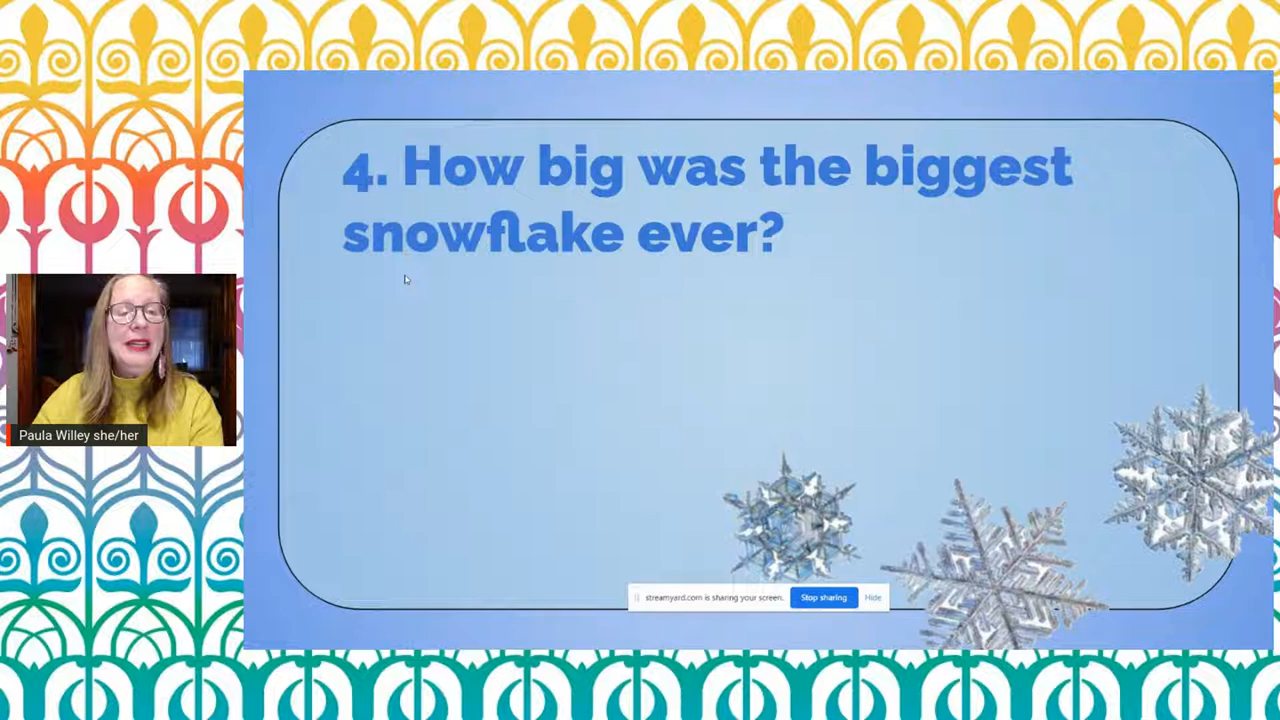 4. How big was the biggest
snowflake ever?
Paula Willey she/her
streamyard.com is sharing your screen. Stop sharing Hide